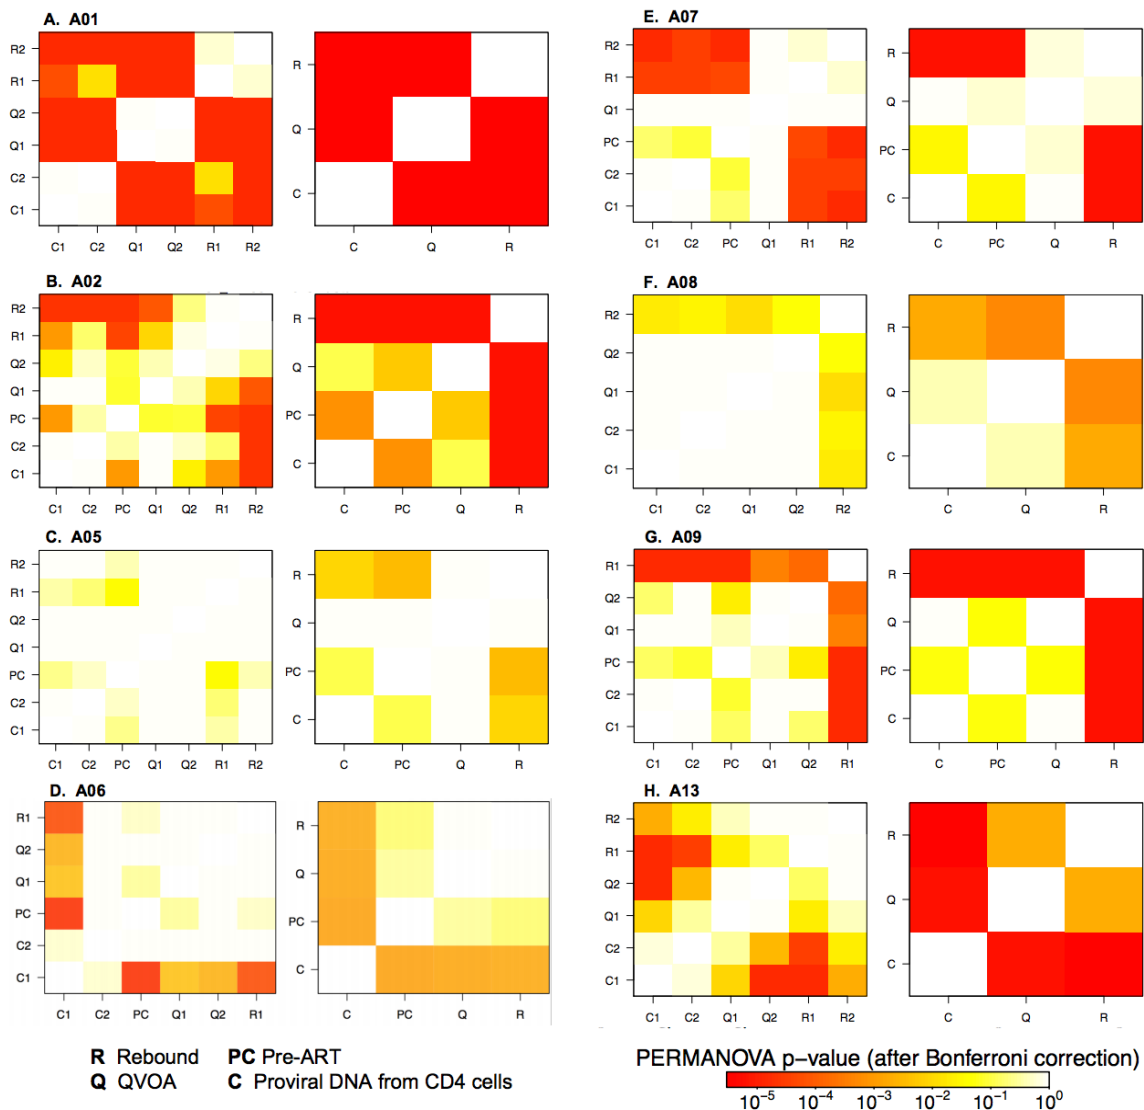 A. A01
R2
R1
Q2
Q1
C2
C1
C1 C2 Q1 Q2 R1 R2
R
Q
C
C Q R
B. A02
R2
R1
Q2
Q1
PC
C2
C1
C1 C2 PC Q1 Q2 R1 R2
R
Q
PC
C
C PC Q R
C. A05
R2
R1
Q2
Q1
PC
C2
C1
C1 C2 PC Q1 Q2 R1 R2
R
Q
PC
C
C PC Q R
D. A06
R1
Q2
Q1
PC
C2
C1
C1 C2 PC Q1 Q2 R1
R
Q
PC
C
C PC Q R
E. A07
R2
R1
Q1
PC
C2
C1
C1 C2 PC Q1 R1 R2
R
Q
PC
C
C PC Q R
F. A08
R2
Q2
Q1
C2
C1
C1 C2 Q1 Q2 R2
R
Q
C
C Q R
G. A09
R1
Q2
Q1
PC
C2
C1
C1 C2 PC Q1 Q2 R1
R
Q
PC
C
C PC Q R
H. A13
R2
R1
Q2
Q1
C2
C1
C1 C2 Q1 Q2 R1 R2
R
Q
C
C Q R
R Rebound PC Pre-ART
Q QVOA C Proviral DNA from CD4 cells
PERMANOVA p−value (after Bonferroni correction)
10⁻⁵ 10⁻⁴ 10⁻³ 10⁻² 10⁻¹ 10⁰